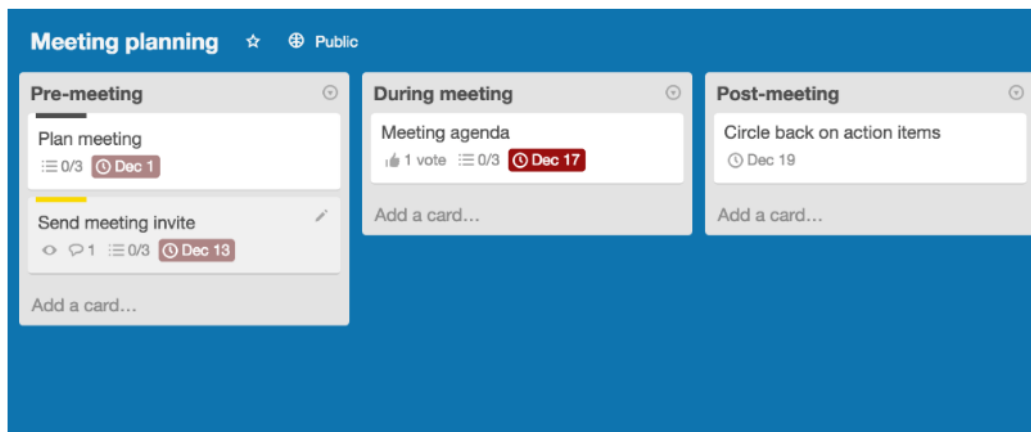 Meeting planning Public
Pre-meeting
Plan meeting
0/3 Dec 1
Send meeting invite
1 0/3 Dec 13
Add a card…
During meeting
Meeting agenda
1 vote 0/3 Dec 17
Add a card…
Post-meeting
Circle back on action items
Dec 19
Add a card…